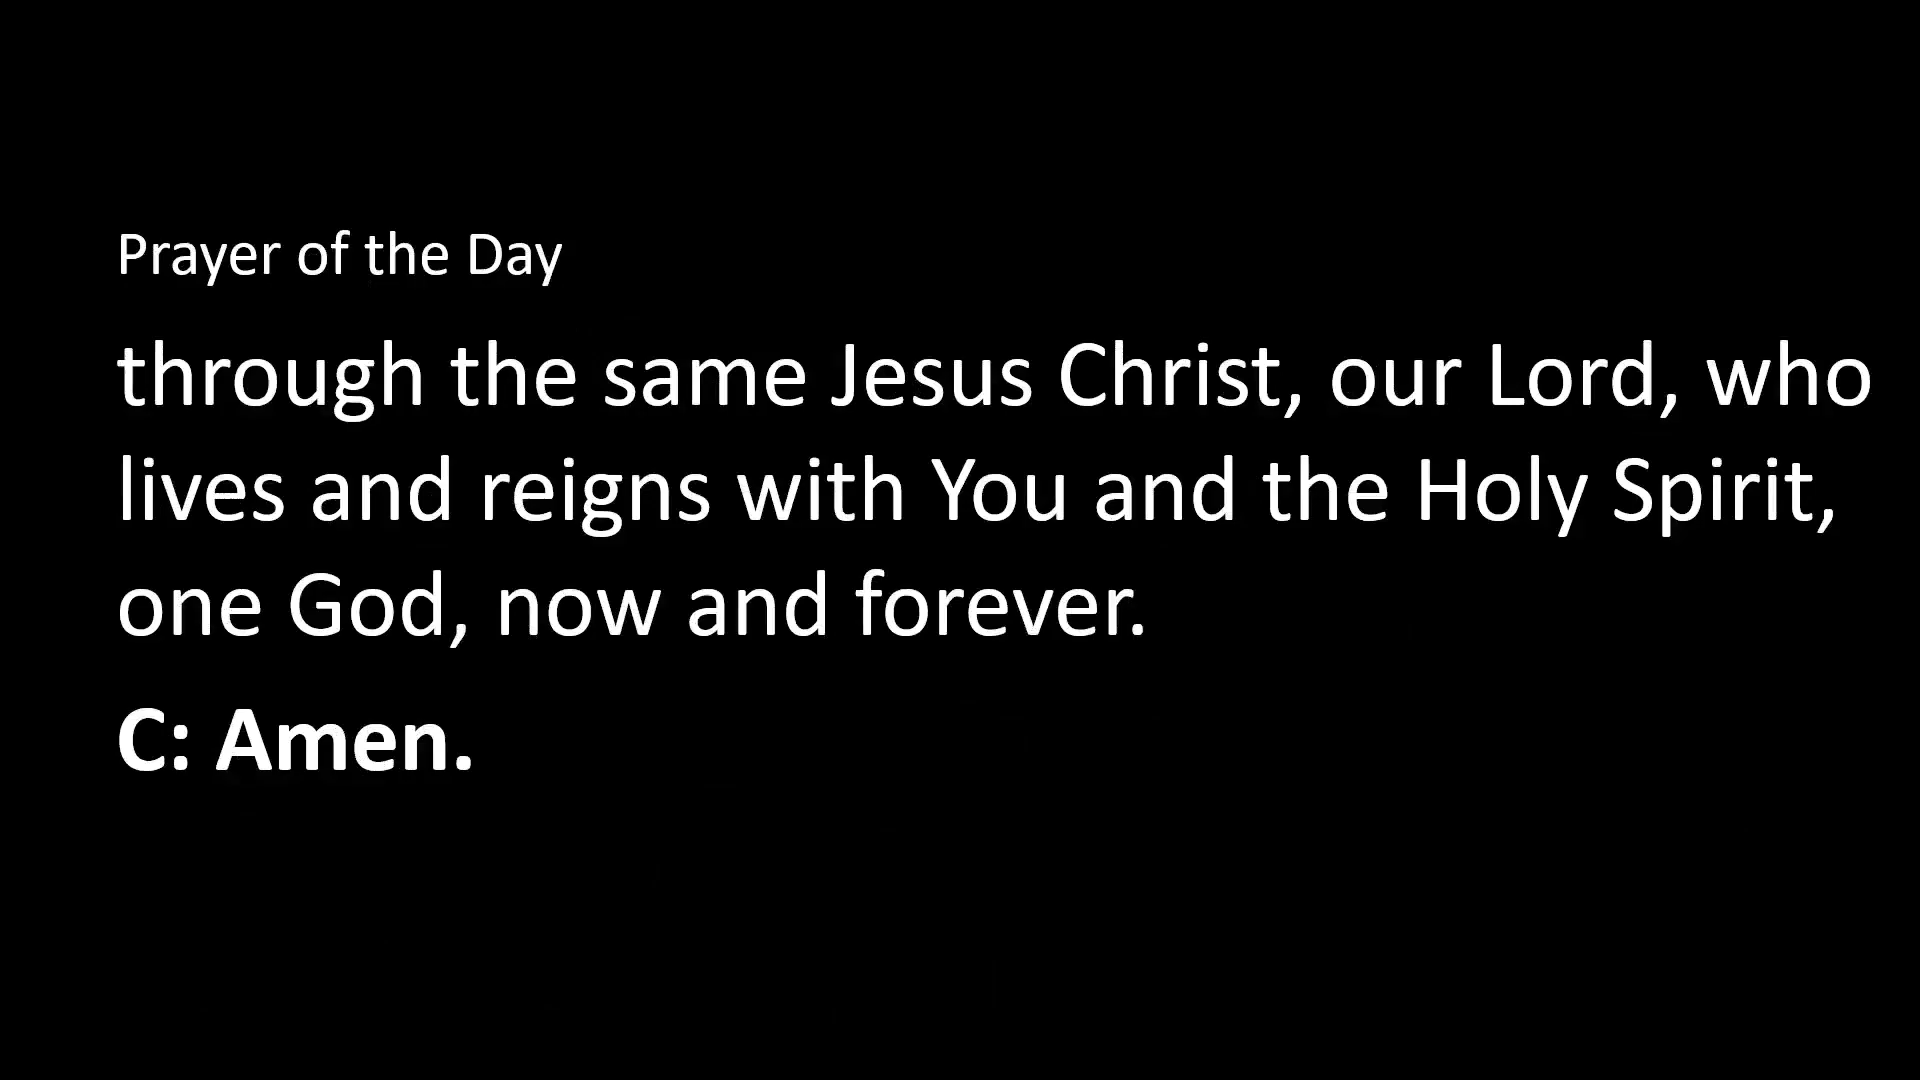 Prayer of the Day
through the same Jesus Christ, our Lord, who
lives and reigns with You and the Holy Spirit,
one God, now and forever.
C: Amen.